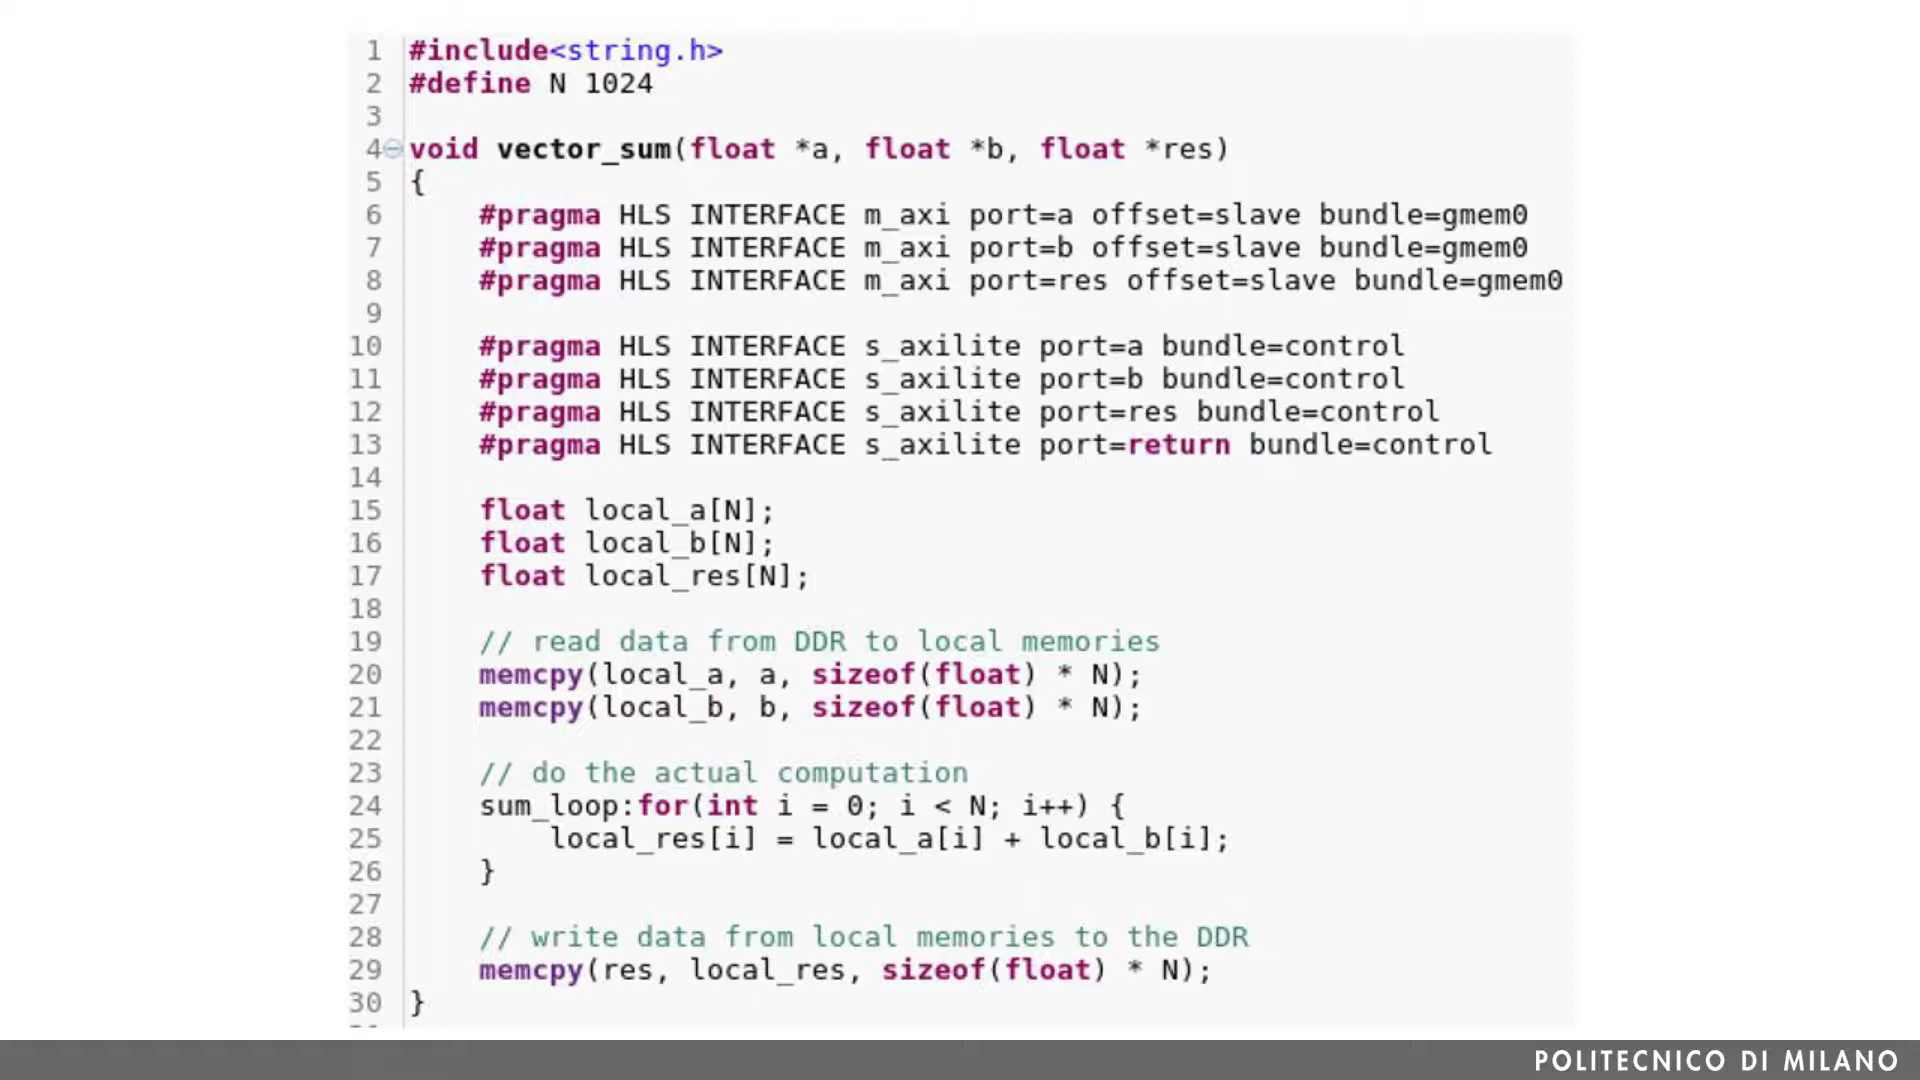 1 #include<string.h>
2 #define N 1024
3
4 void vector_sum(float *a, float *b, float *res)
5 {
6     #pragma HLS INTERFACE m_axi port=a offset=slave bundle=gmem0
7     #pragma HLS INTERFACE m_axi port=b offset=slave bundle=gmem0
8     #pragma HLS INTERFACE m_axi port=res offset=slave bundle=gmem0
9
10     #pragma HLS INTERFACE s_axilite port=a bundle=control
11     #pragma HLS INTERFACE s_axilite port=b bundle=control
12     #pragma HLS INTERFACE s_axilite port=res bundle=control
13     #pragma HLS INTERFACE s_axilite port=return bundle=control
14
15     float local_a[N];
16     float local_b[N];
17     float local_res[N];
18
19     // read data from DDR to local memories
20     memcpy(local_a, a, sizeof(float) * N);
21     memcpy(local_b, b, sizeof(float) * N);
22
23     // do the actual computation
24     sum_loop:for(int i = 0; i < N; i++) {
25         local_res[i] = local_a[i] + local_b[i];
26     }
27
28     // write data from local memories to the DDR
29     memcpy(res, local_res, sizeof(float) * N);
30 }
POLITECNICO DI MILANO